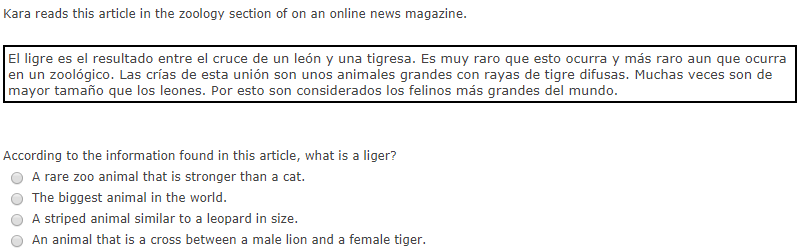 Kara reads this article in the zoology section of on an online news magazine.
El ligre es el resultado entre el cruce de un león y una tigresa. Es muy raro que esto ocurra y más raro aun que ocurra
en un zoológico. Las crías de esta unión son unos animales grandes con rayas de tigre difusas. Muchas veces son de
mayor tamaño que los leones. Por esto son considerados los felinos más grandes del mundo.
According to the information found in this article, what is a liger?
A rare zoo animal that is stronger than a cat.
The biggest animal in the world.
A striped animal similar to a leopard in size.
An animal that is a cross between a male lion and a female tiger.